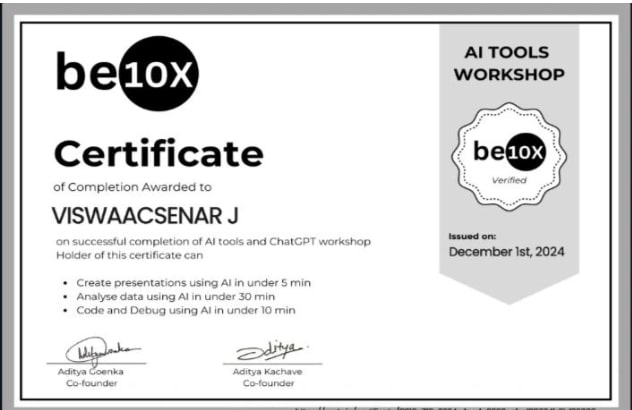 be10X
Certificate
of Completion Awarded to
VISWAACSENAR J
on successful completion of AI tools and ChatGPT workshop
Holder of this certificate can
• Create presentations using AI in under 5 min
• Analyse data using AI in under 30 min
• Code and Debug using AI in under 10 min
Aditya Goenka
Co-founder
Aditya
Aditya Kachave
Co-founder
AI TOOLS
WORKSHOP
be10X
Verified
Issued on:
December 1st, 2024